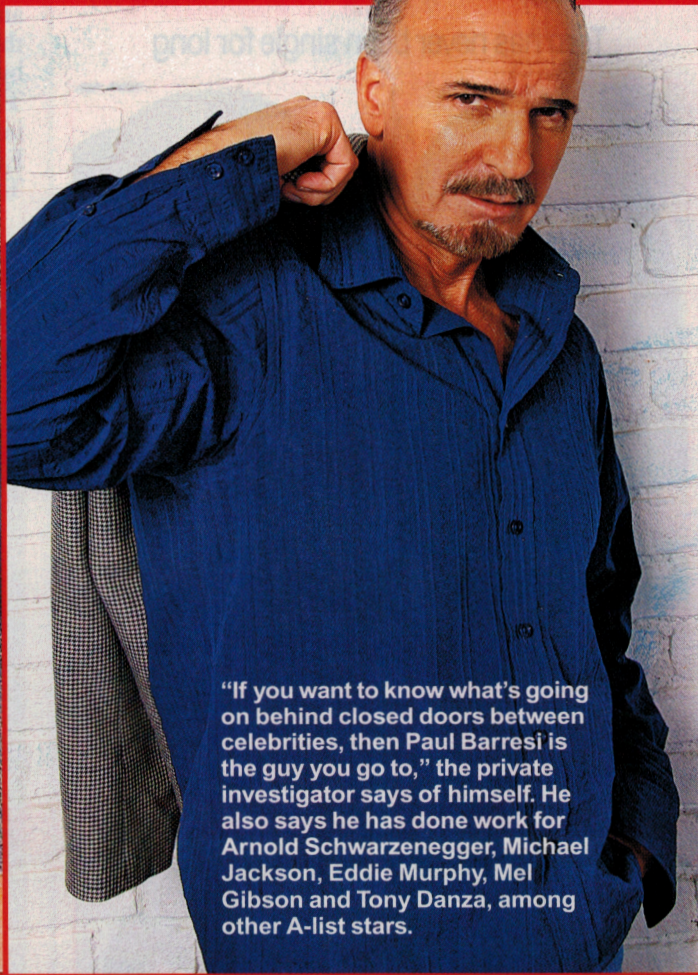 “If you want to know what’s going
on behind closed doors between
celebrities, then Paul Barresi is
the guy you go to,” the private
investigator says of himself. He
also says he has done work for
Arnold Schwarzenegger, Michael
Jackson, Eddie Murphy, Mel
Gibson and Tony Danza, among
other A-list stars.